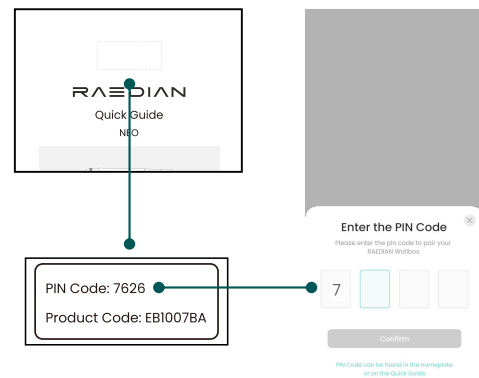 RAEDIAN
Quick Guide
NEO
PIN Code: 7626
Product Code: EB1007BA
Enter the PIN Code
Please enter the pin code to pair your
RAEDIAN Wallbox.
7
Confirm
PIN Code can be found in the nameplate
or on the Quick Guide.